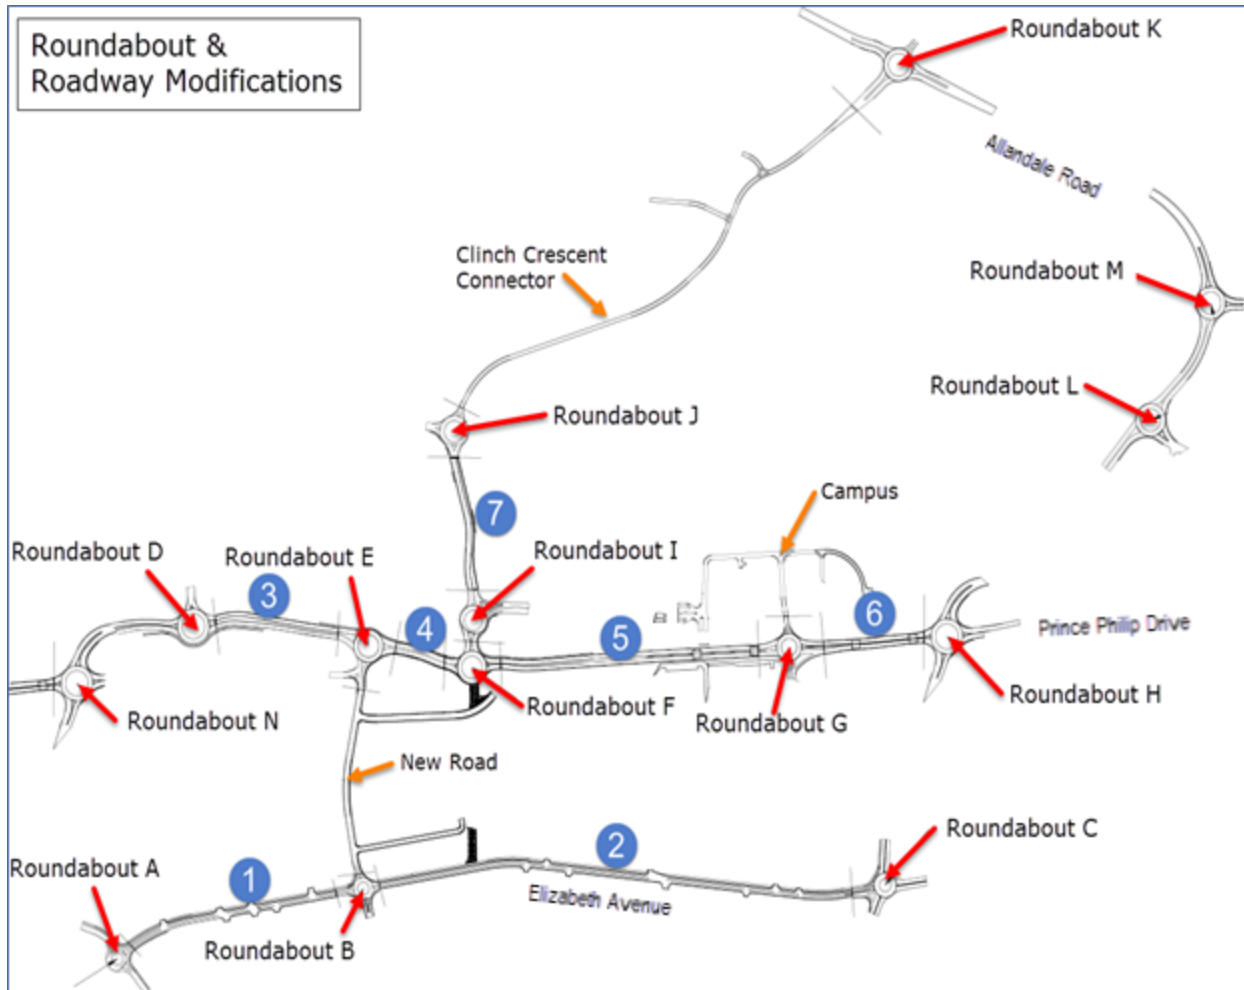 Roundabout &
Roadway Modifications
Roundabout K
Allandale Road
Clinch Crescent
Connector
Roundabout M
Roundabout L
Roundabout J
Campus
7
Roundabout D
Roundabout E
Roundabout I
3
4
5
6
Prince Phillip Drive
Roundabout N
Roundabout F
Roundabout G
Roundabout H
New Road
Roundabout C
2
Roundabout A
1
Elizabeth Avenue
Roundabout B